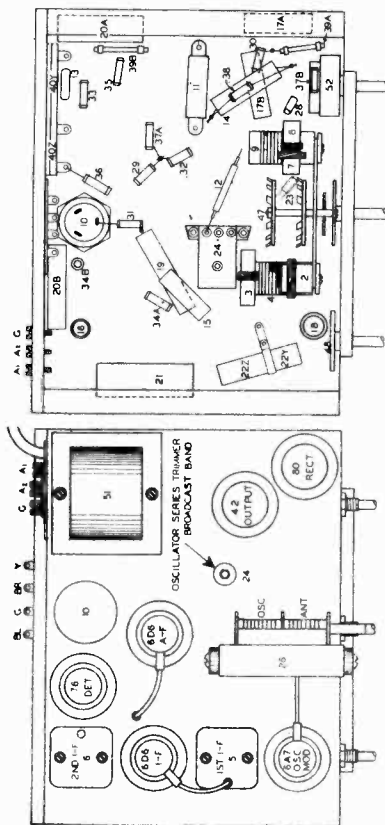 20A
17A
40Y
13
33
35
39B
30
39A
40Z
36
37A
29
32
11
38
14
17B
37B
28
52
10
31
12
9
8
7
23
47
20B
34B
19
24
34A
15
3
4
2
18
18
21
22Z
22Y
48
A1 A2 G
G A2 A1
51
OSCILLATOR SERIES TRIMMER
BROADCAST BAND
42
OUTPUT
80
RECT
24
BL G BR Y
10
76
DET
6D6
A-F
OSC
ANT
26
2ND I-F
6
6D6
I-F
1ST I-F
5
6A7
OSC
MOD